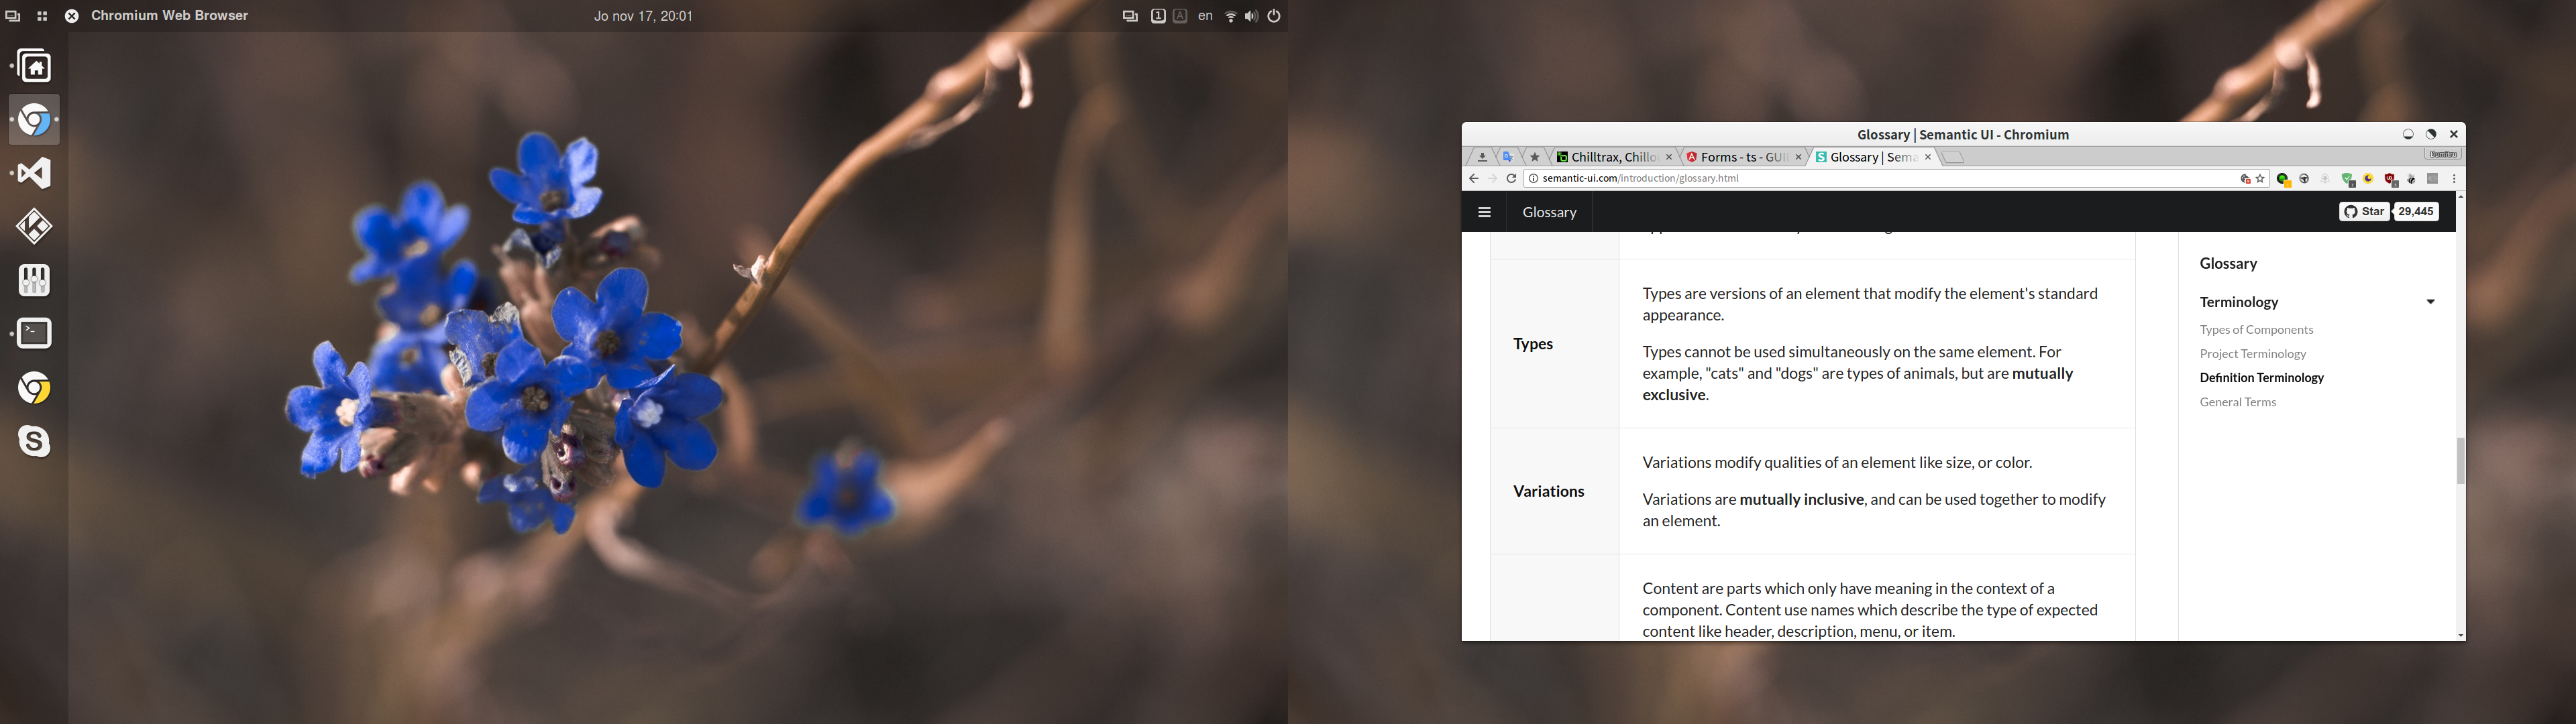 Chromium Web Browser
Jo nov 17, 20:01
1 A en
>_
S
Glossary | Semantic UI - Chromium
Chilltrax, Chillo
Forms - ts - GUI
Glossary | Sema
Dumitru
semantic-ui.com/introduction/glossary.html
Glossary
Star 29,445
Types
Types are versions of an element that modify the element's standard
appearance.
Types cannot be used simultaneously on the same element. For
example, "cats" and "dogs" are types of animals, but are mutually
exclusive.
Variations
Variations modify qualities of an element like size, or color.
Variations are mutually inclusive, and can be used together to modify
an element.
Content are parts which only have meaning in the context of a
component. Content use names which describe the type of expected
content like header, description, menu, or item.
Glossary
Terminology
Types of Components
Project Terminology
Definition Terminology
General Terms